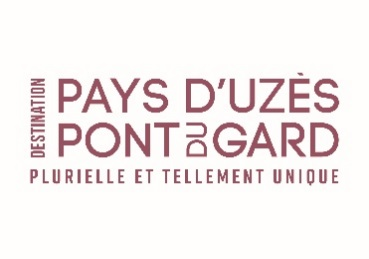 DESTINATION
PAYS D'UZÈS
PONT DU GARD
PLURIELLE ET TELLEMENT UNIQUE